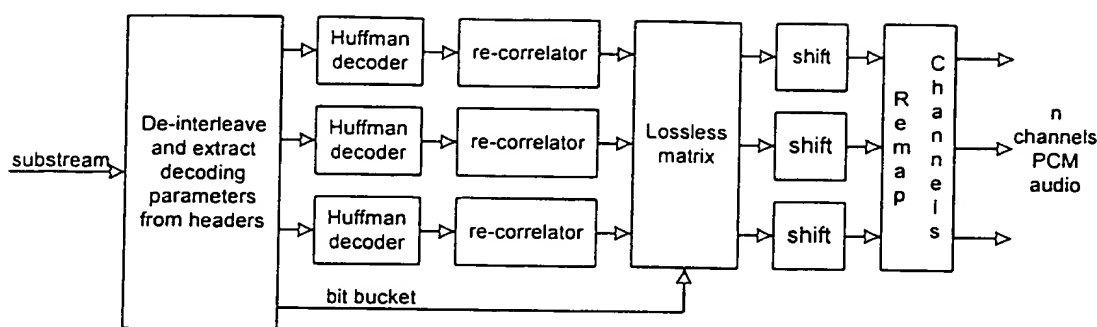 substream
De-interleave
and extract
decoding
parameters
from headers
Huffman
decoder
re-correlator
Huffman
decoder
re-correlator
Huffman
decoder
re-correlator
bit bucket
Lossless
matrix
shift
shift
shift
Remap
Channels
n
channels
PCM
audio